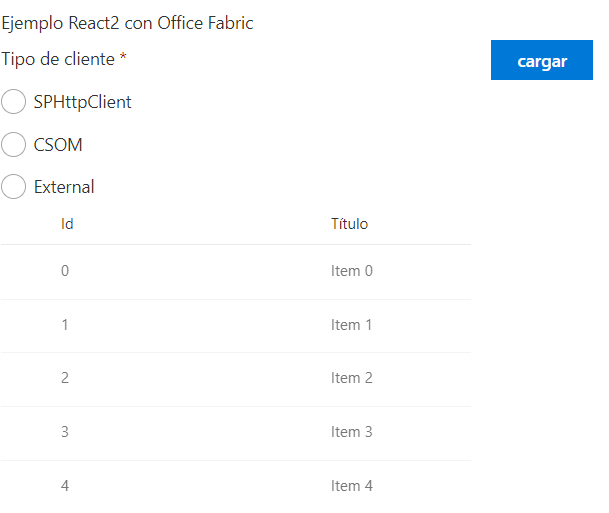 Ejemplo React2 con Office Fabric
Tipo de cliente *
cargar
SPHttpClient
CSOM
External
Id Título
0 Item 0
1 Item 1
2 Item 2
3 Item 3
4 Item 4